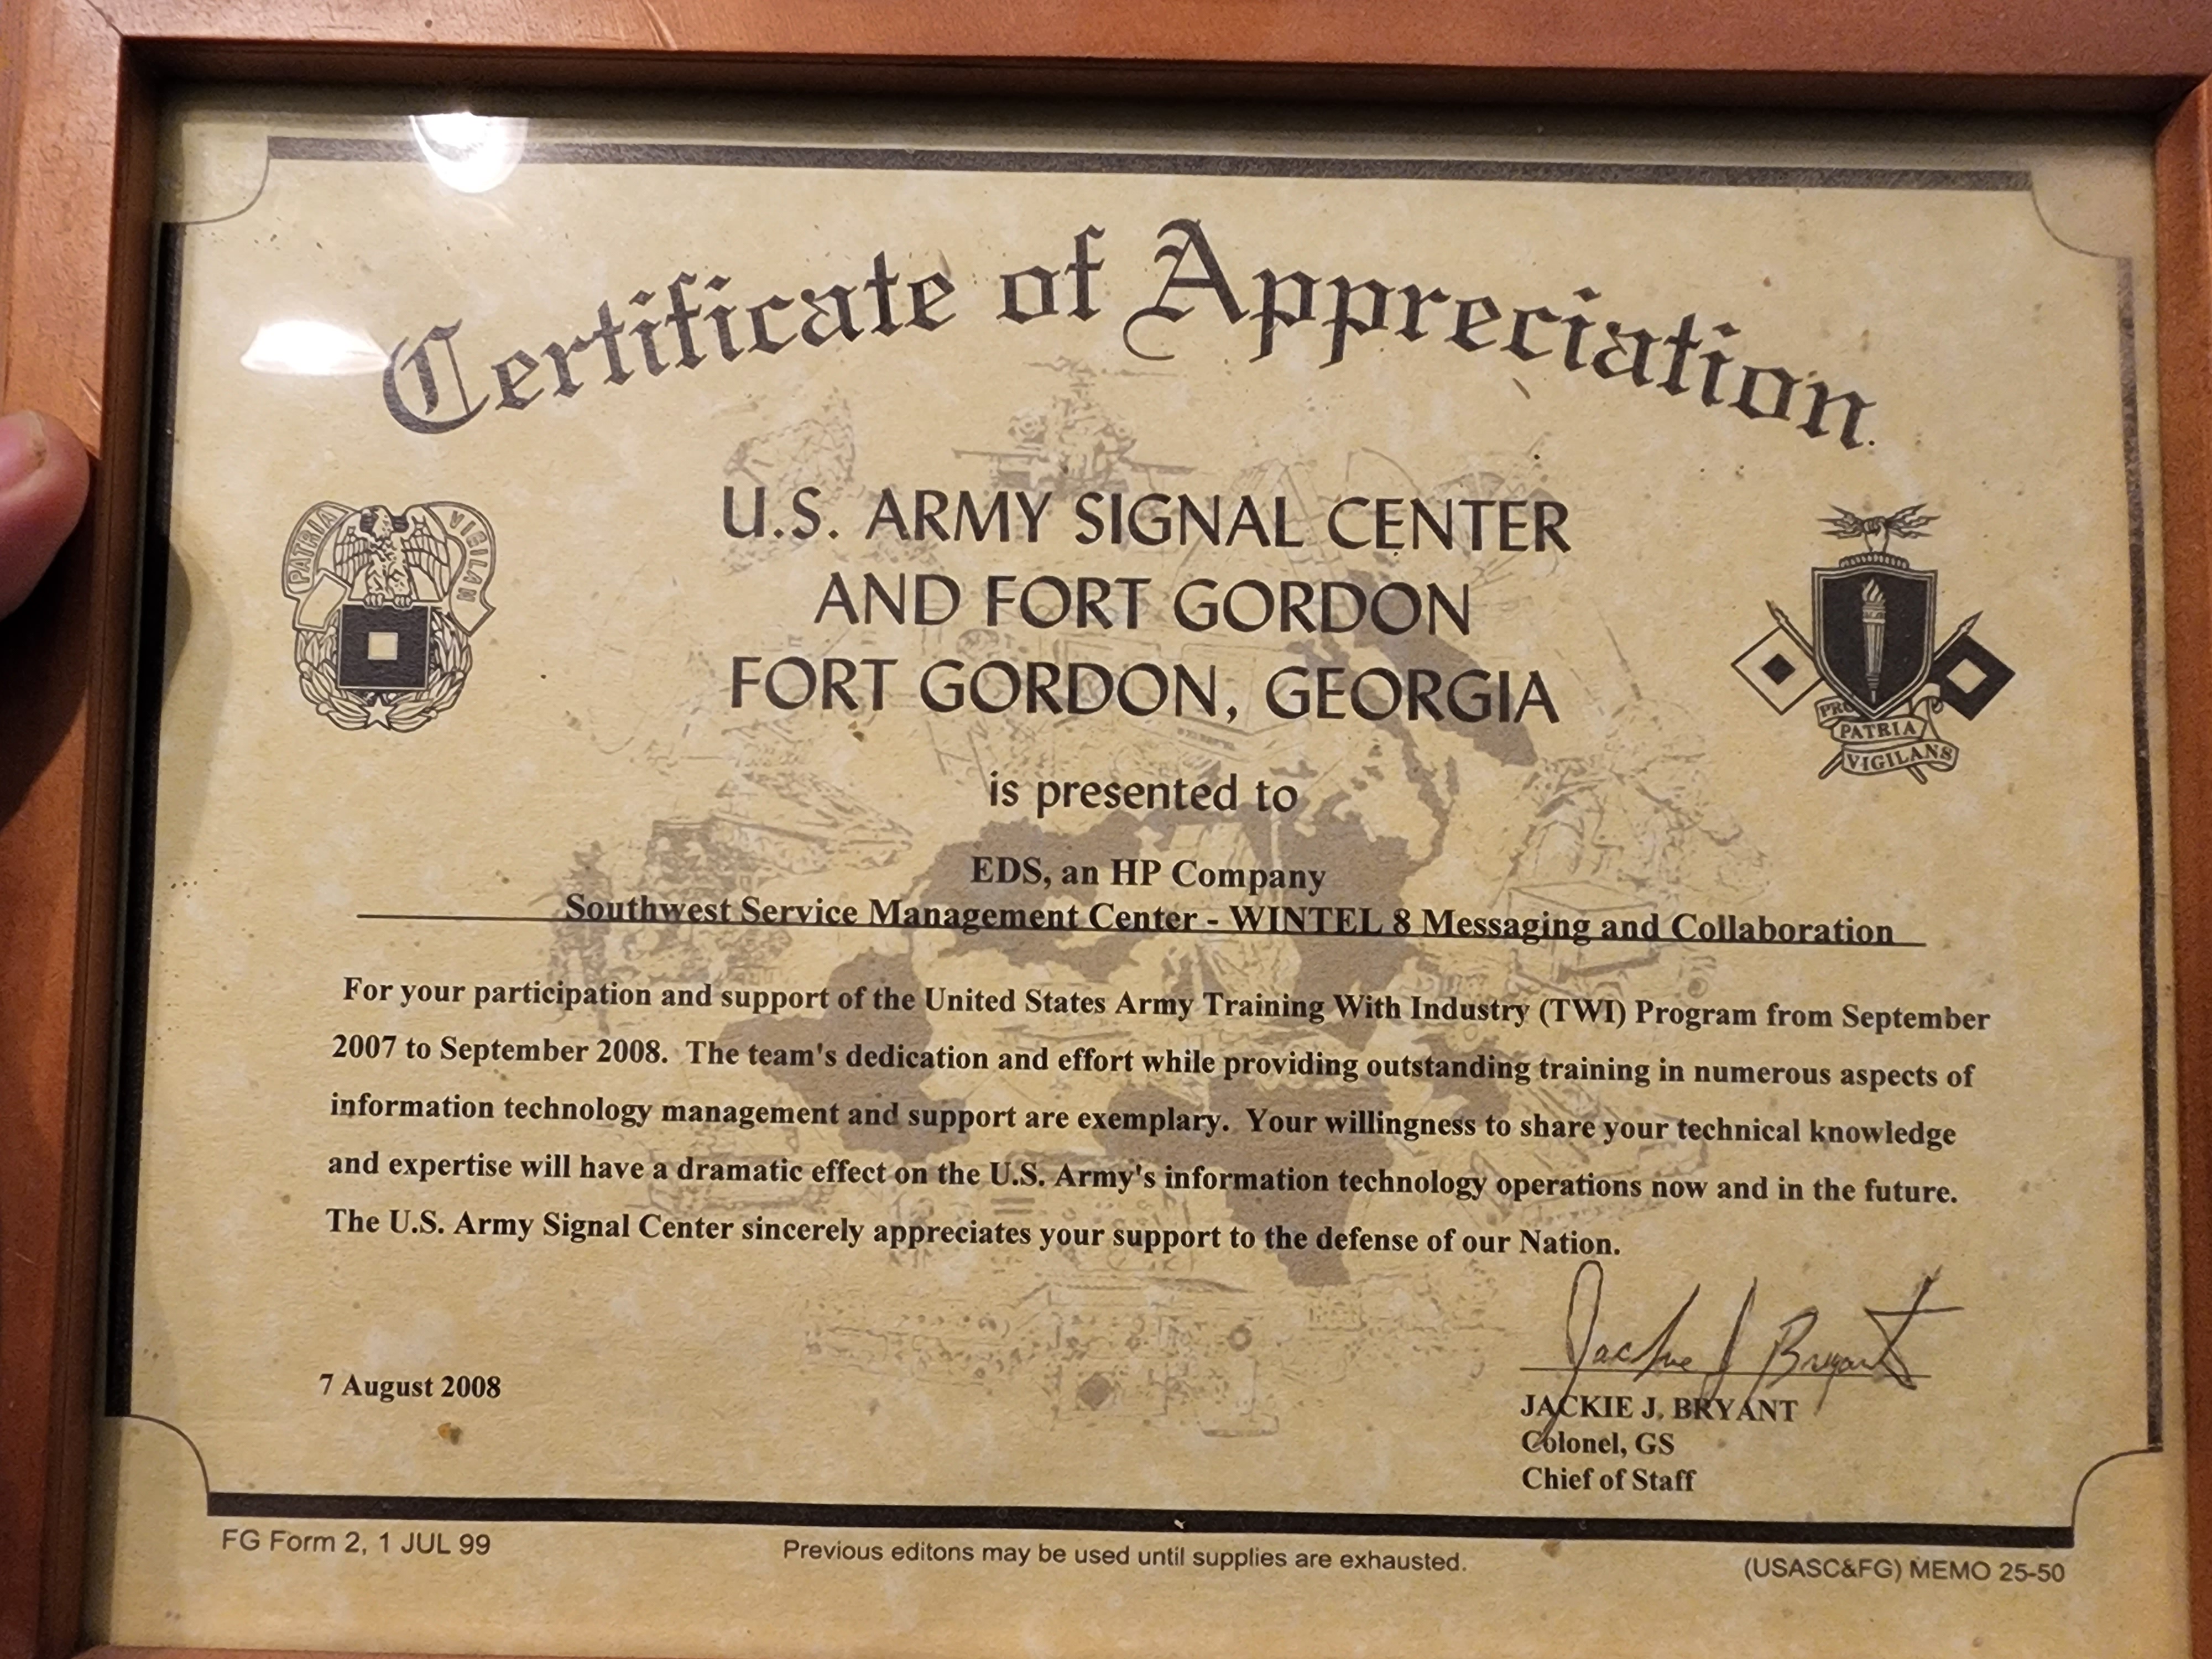 Certificate of Appreciation
U.S. ARMY SIGNAL CENTER
AND FORT GORDON
FORT GORDON, GEORGIA
PATRIA VIGILAN
PRO
PATRIA
VIGILANS
is presented to
EDS, an HP Company
Southwest Service Management Center - WINTEL 8 Messaging and Collaboration
For your participation and support of the United States Army Training With Industry (TWI) Program from September
2007 to September 2008. The team's dedication and effort while providing outstanding training in numerous aspects of
information technology management and support are exemplary. Your willingness to share your technical knowledge
and expertise will have a dramatic effect on the U.S. Army's information technology operations now and in the future.
The U.S. Army Signal Center sincerely appreciates your support to the defense of our Nation.
Jackie J Bryant
7 August 2008
JACKIE J. BRYANT
Colonel, GS
Chief of Staff
FG Form 2, 1 JUL 99
Previous editons may be used until supplies are exhausted.
(USASC&FG) MEMO 25-50